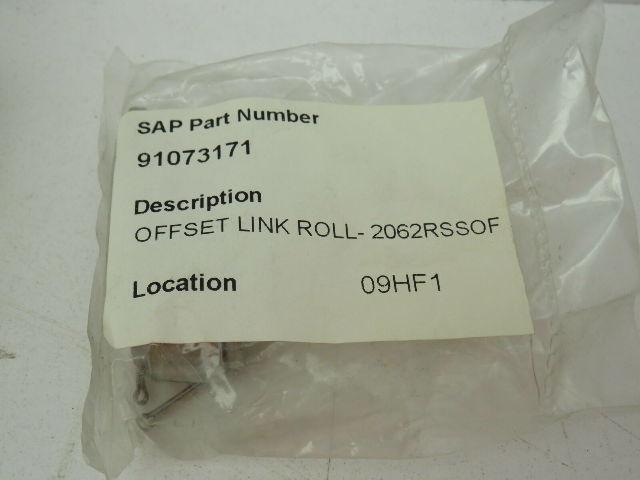 SAP Part Number
91073171
Description
OFFSET LINK ROLL- 2062RSSOF
Location 09HF1